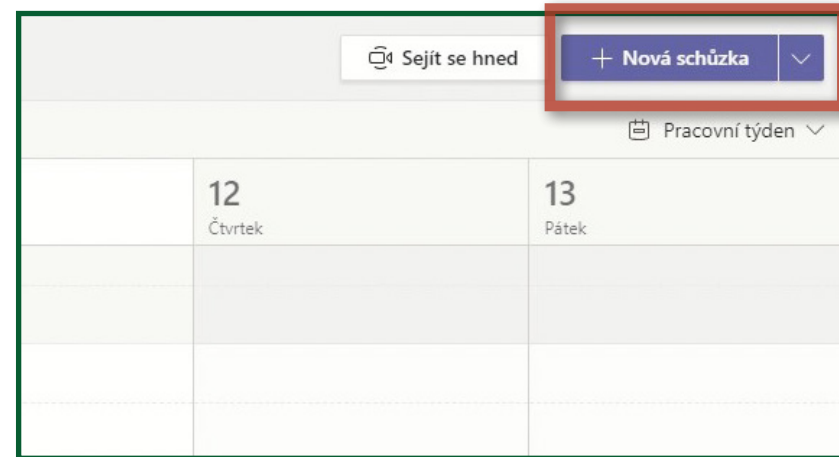 Sejít se hned
+ Nová schůzka
Pracovní týden
12
Čtvrtek
13
Pátek